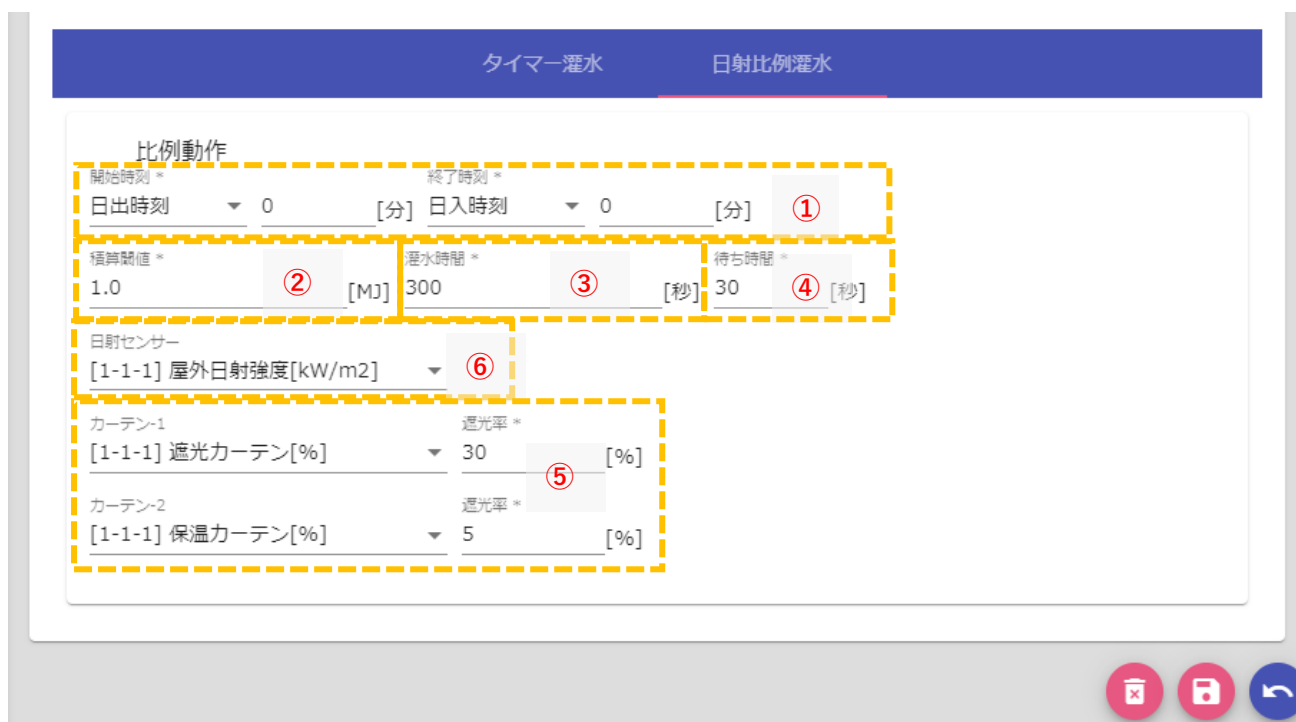 タイマー灌水 日射比例灌水
比例動作
開始時刻 * 終了時刻 *
日出時刻 0 [分] 日入時刻 0 [分] ①
積算閾値 * 灌水時間 * 待ち時間 *
1.0 ② [MJ] 300 ③ [秒] 30 ④ [秒]
日射センサー
[1-1-1] 屋外日射強度[kW/m2] ⑥
カーテン-1 遮光率 *
[1-1-1] 遮光カーテン[%] 30 [%]
⑤
カーテン-2 遮光率 *
[1-1-1] 保温カーテン[%] 5 [%]